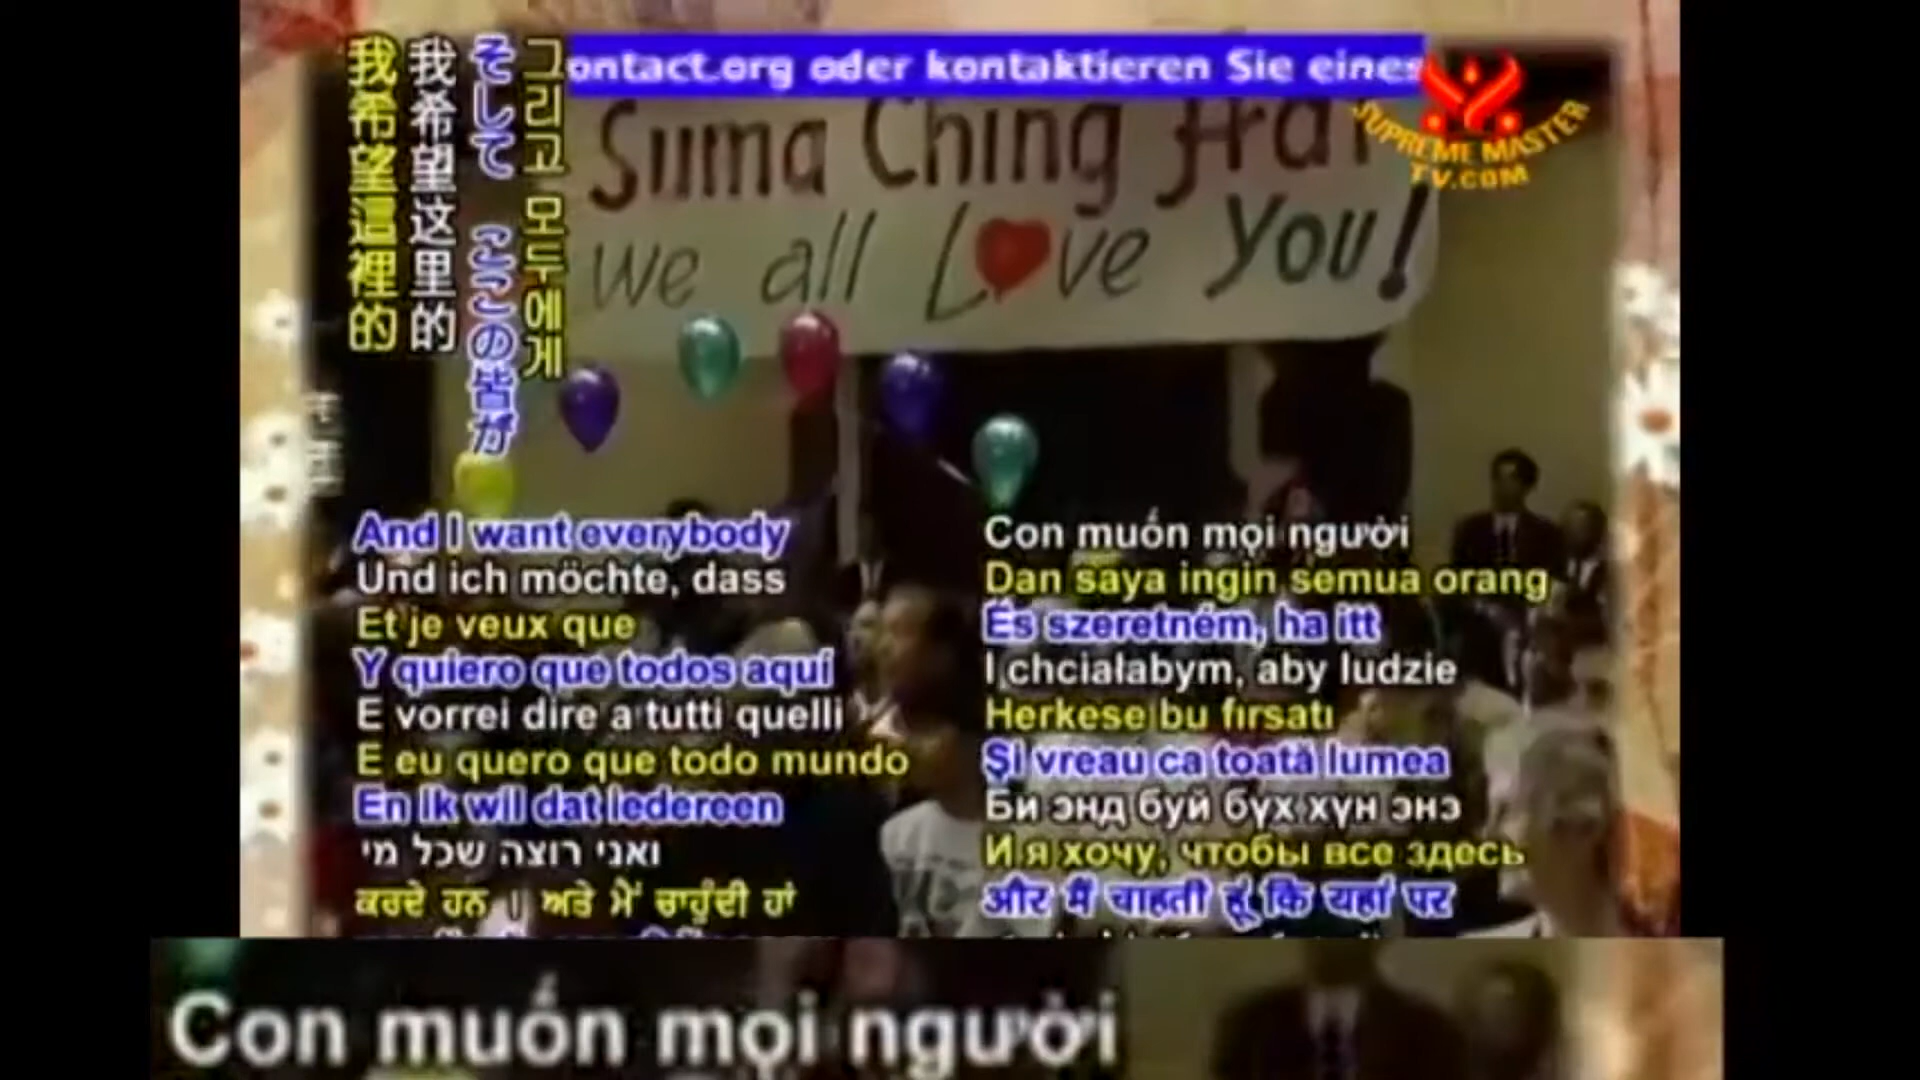 我希望這裡的
我希望这里的
そして ここの皆が
그리고 모두에게
ontact.org oder kontaktieren Sie eines
SUPREME MASTER
TV.COM
Suma Ching Hai
we all Love You!
And I want everybody
Und ich möchte, dass
Et je veux que
Y quiero que todos aquí
E vorrei dire a tutti quelli
E eu quero que todo mundo
En ik wil dat iedereen
ואני רוצה שכל מי
ਕਰਦੇ ਹਨ । ਅਤੇ ਮੈਂ ਚਾਹੁੰਦੀ ਹਾਂ
Con muốn mọi người
Dan saya ingin semua orang
És szeretném, ha itt
I chciałabym, aby ludzie
Herkese bu fırsatı
Şi vreau ca toată lumea
Би энд буй бүх хүн энэ
И я хочу, чтобы все здесь
और मैं चाहती हूं कि यहां पर
Con muốn mọi người